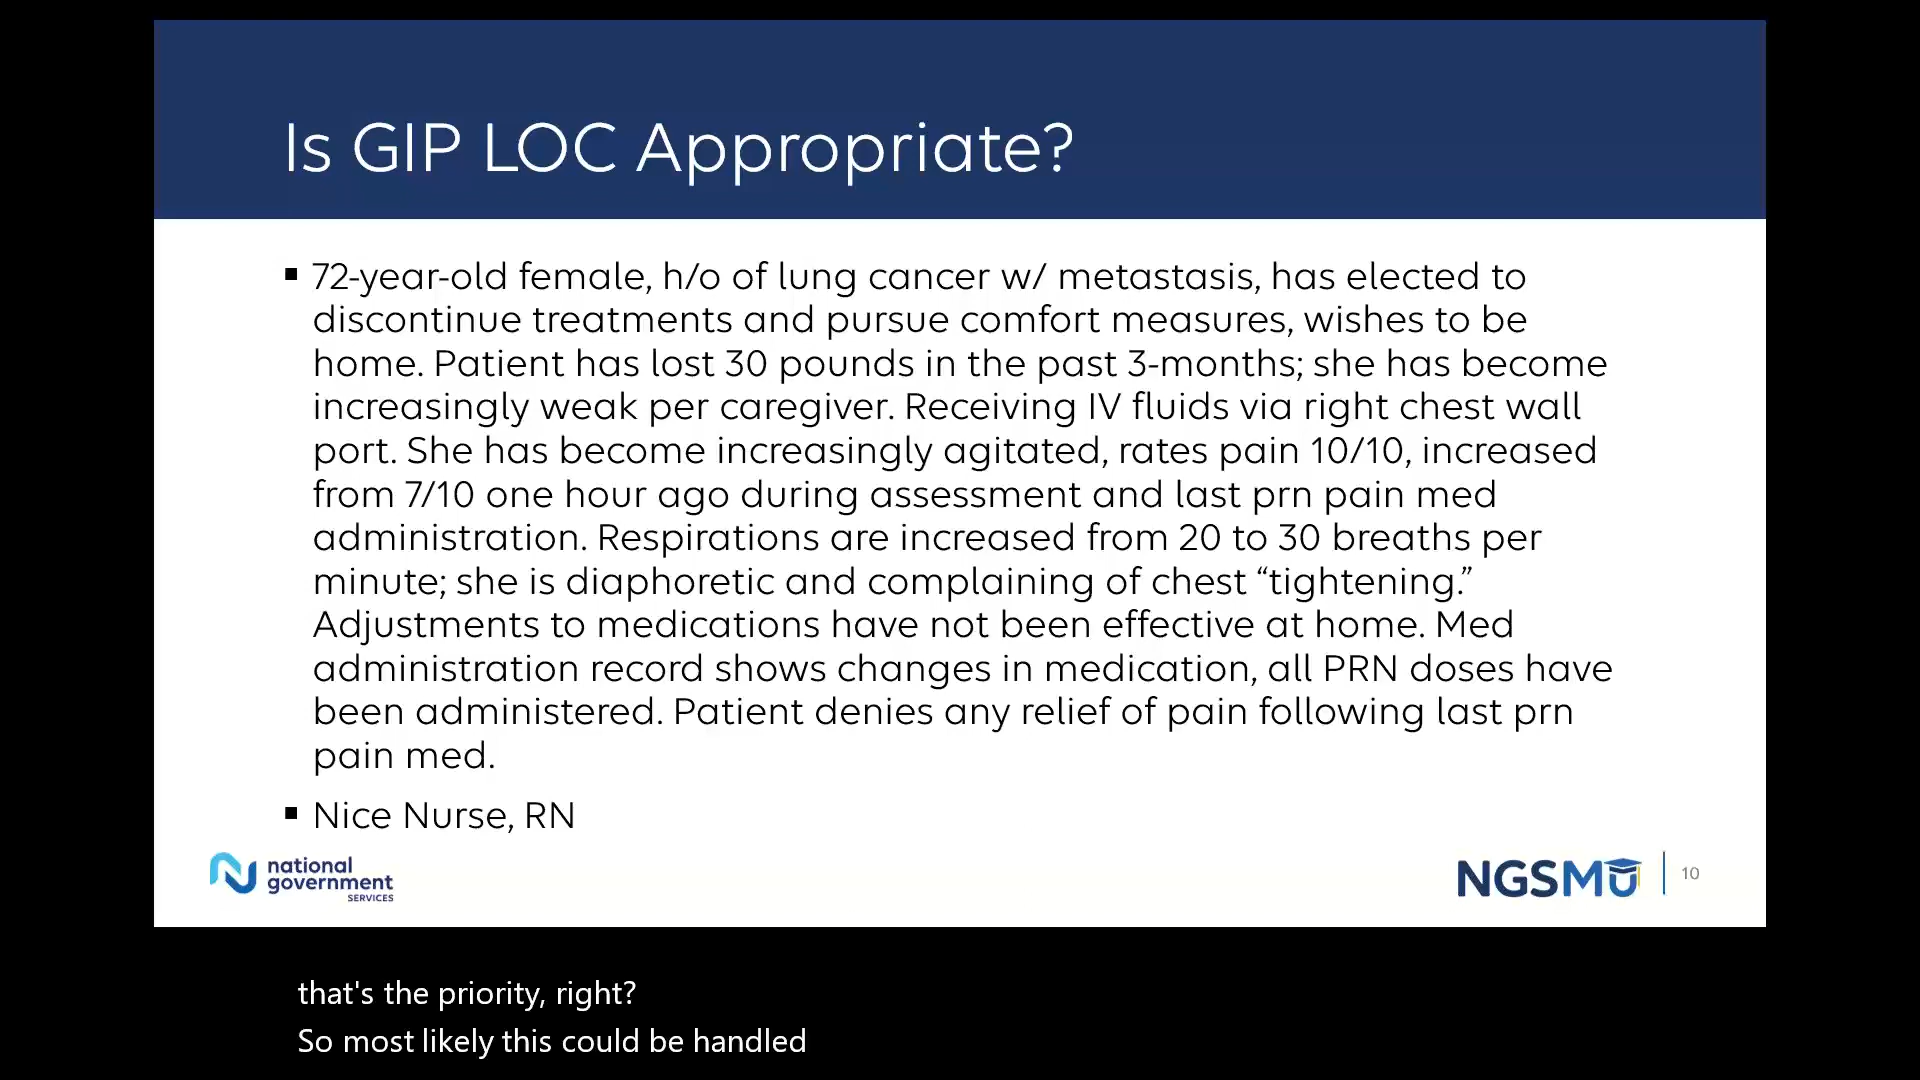 Is GIP LOC Appropriate?
▪ 72-year-old female, h/o of lung cancer w/ metastasis, has elected to
discontinue treatments and pursue comfort measures, wishes to be
home. Patient has lost 30 pounds in the past 3-months; she has become
increasingly weak per caregiver. Receiving IV fluids via right chest wall
port. She has become increasingly agitated, rates pain 10/10, increased
from 7/10 one hour ago during assessment and last prn pain med
administration. Respirations are increased from 20 to 30 breaths per
minute; she is diaphoretic and complaining of chest “tightening.”
Adjustments to medications have not been effective at home. Med
administration record shows changes in medication, all PRN doses have
been administered. Patient denies any relief of pain following last prn
pain med.
▪ Nice Nurse, RN
national
government
SERVICES
NGSMU
10
that's the priority, right?
So most likely this could be handled